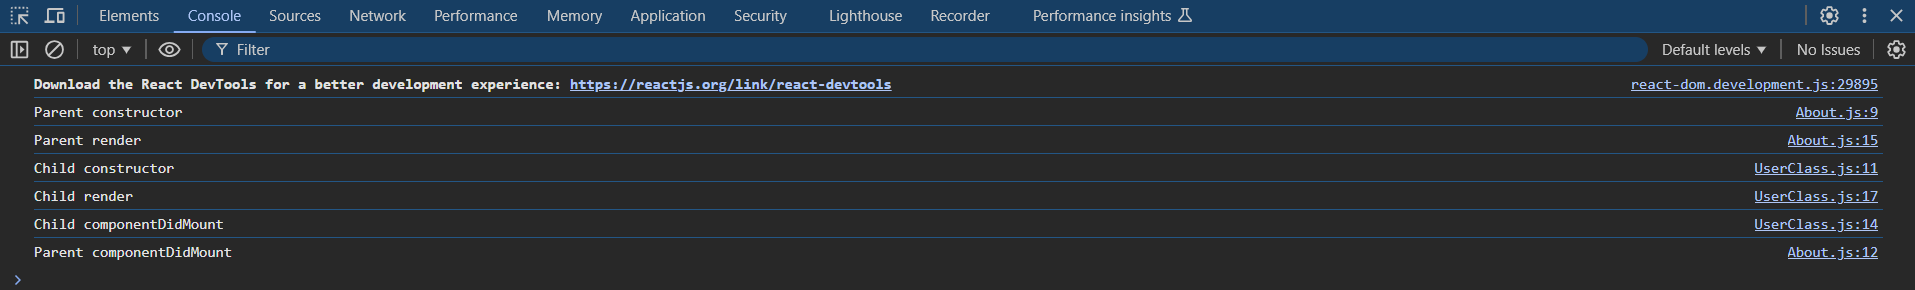 Elements Console Sources Network Performance Memory Application Security Lighthouse Recorder Performance insights
top Filter Default levels No Issues
Download the React DevTools for a better development experience: https://reactjs.org/link/react-devtools react-dom.development.js:29895
Parent constructor About.js:9
Parent render About.js:15
Child constructor UserClass.js:11
Child render UserClass.js:17
Child componentDidMount UserClass.js:14
Parent componentDidMount About.js:12